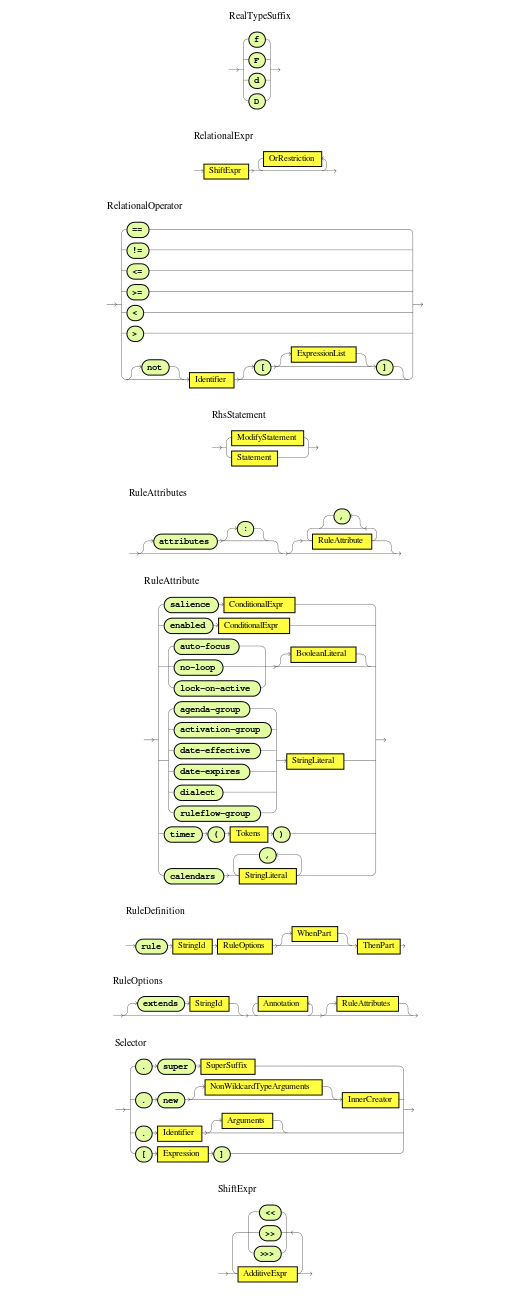 RealTypeSuffix
f
F
d
D
RelationalExpr
OrRestriction
ShiftExpr
RelationalOperator
==
!=
<=
>=
<
>
ExpressionList
not Identifier [ ]
RhsStatement
ModifyStatement
Statement
RuleAttributes
,
:
attributes RuleAttribute
RuleAttribute
salience ConditionalExpr
enabled ConditionalExpr
auto-focus
BooleanLiteral
no-loop
lock-on-active
agenda-group
activation-group
date-effective
StringLiteral
date-expires
dialect
ruleflow-group
timer ( Tokens )
,
calendars StringLiteral
RuleDefinition
WhenPart
rule StringId RuleOptions ThenPart
RuleOptions
extends StringId Annotation RuleAttributes
Selector
. super SuperSuffix
NonWildcardTypeArguments
. new InnerCreator
Arguments
. Identifier
[ Expression ]
ShiftExpr
<<
>>
>>>
AdditiveExpr